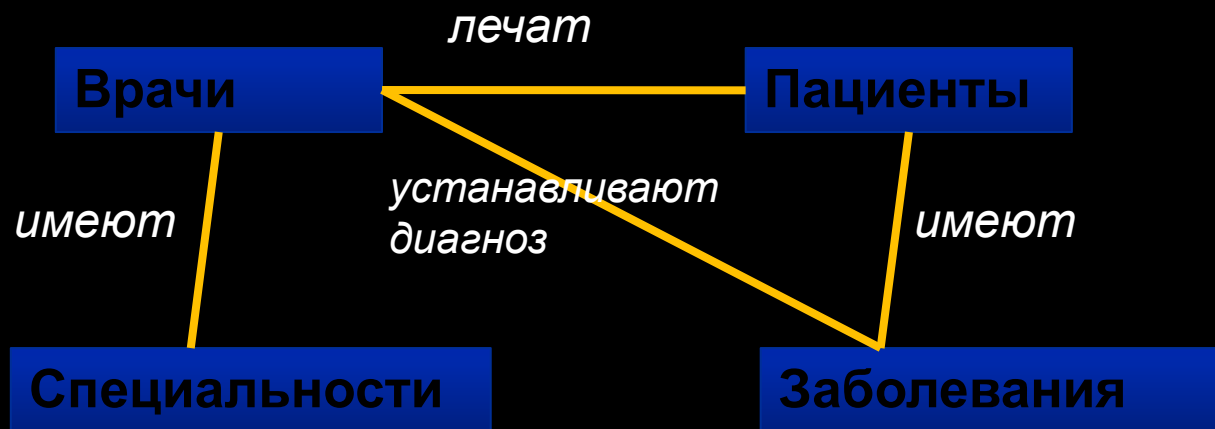 лечат
Врачи
Пациенты
устанавливают
диагноз
имеют
имеют
Специальности
Заболевания